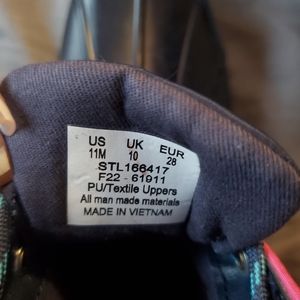 US UK EUR
11M 10 28
STL166417
F22 - 61911
PU/Textile Uppers
All man made materials
MADE IN VIETNAM